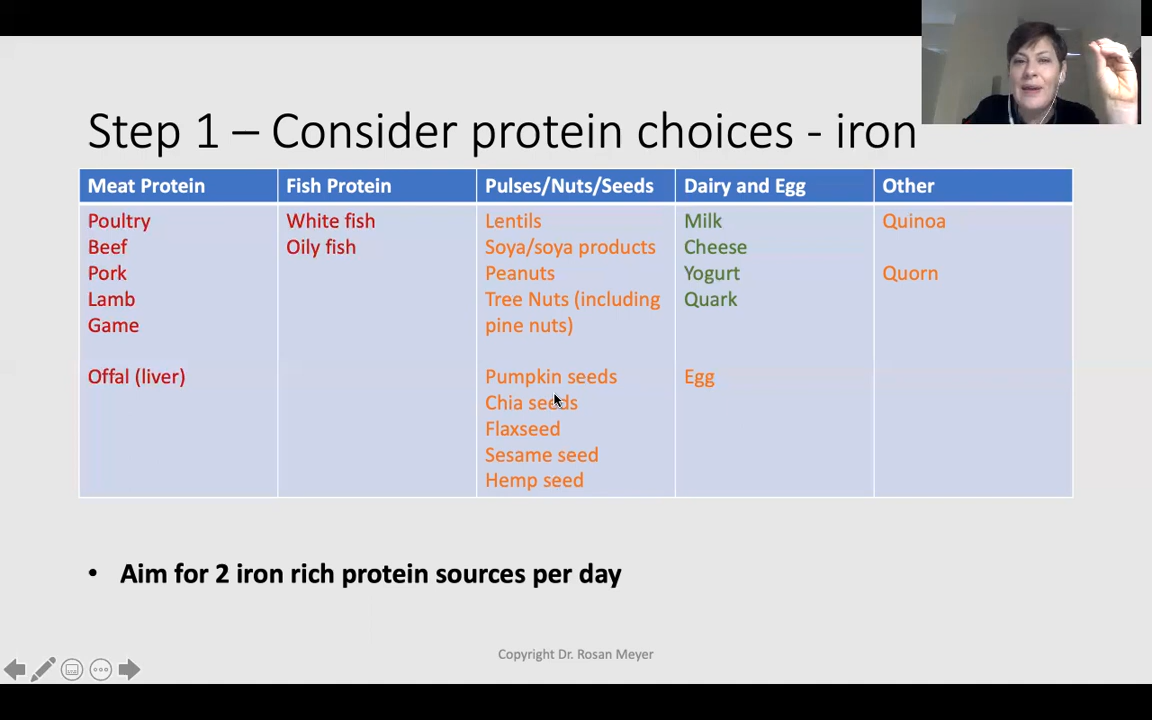 Step 1 – Consider protein choices - iron
Meat Protein
Fish Protein
Pulses/Nuts/Seeds
Dairy and Egg
Other
Poultry
Beef
Pork
Lamb
Game
Offal (liver)
White fish
Oily fish
Lentils
Soya/soya products
Peanuts
Tree Nuts (including
pine nuts)
Pumpkin seeds
Chia seeds
Flaxseed
Sesame seed
Hemp seed
Milk
Cheese
Yogurt
Quark
Egg
Quinoa
Quorn
• Aim for 2 iron rich protein sources per day
Copyright Dr. Rosan Meyer